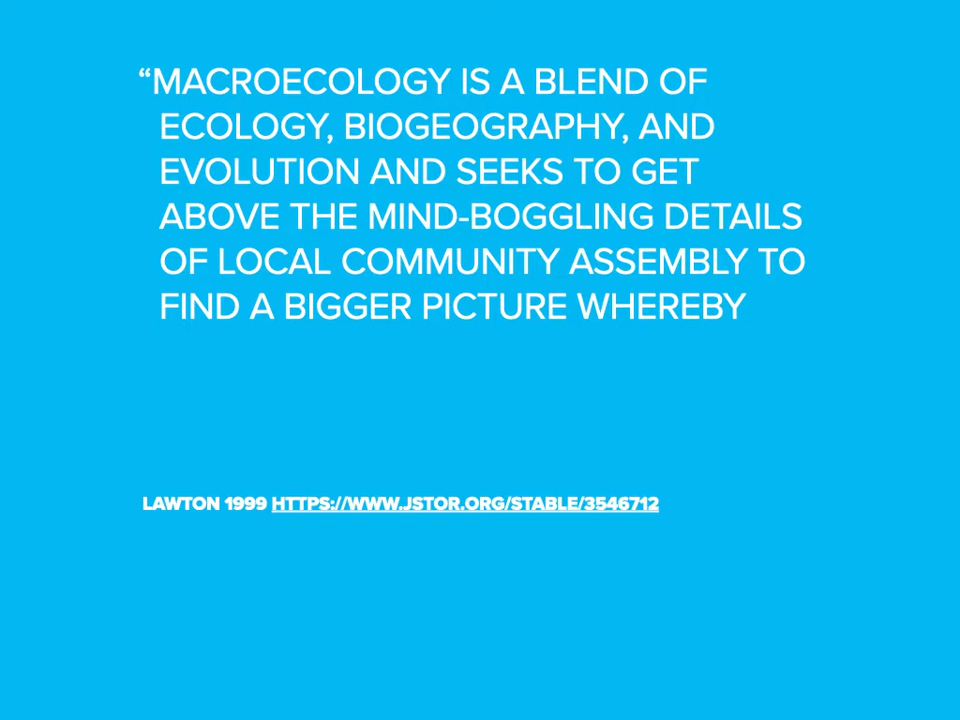 “MACROECOLOGY IS A BLEND OF
ECOLOGY, BIOGEOGRAPHY, AND
EVOLUTION AND SEEKS TO GET
ABOVE THE MIND-BOGGLING DETAILS
OF LOCAL COMMUNITY ASSEMBLY TO
FIND A BIGGER PICTURE WHEREBY
LAWTON 1999 HTTPS://WWW.JSTOR.ORG/STABLE/3546712